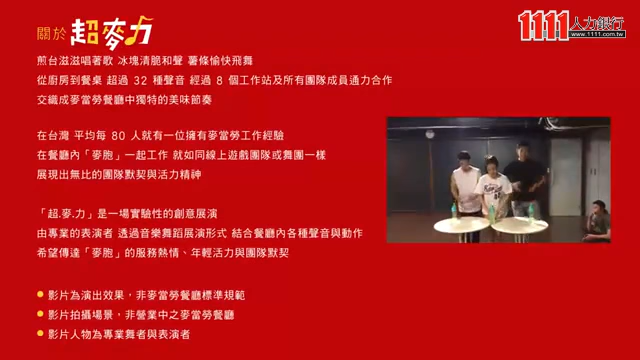 關於 超麥力
1111 人力銀行
www.1111.com.tw
煎台滋滋唱著歌 冰塊清脆和聲 薯條愉快飛舞
從廚房到餐桌 超過 32 種聲音 經過 8 個工作站及所有團隊成員通力合作
交織成麥當勞餐廳中獨特的美味節奏
在台灣 平均每 80 人就有一位擁有麥當勞工作經驗
在餐廳內「麥胞」一起工作 就如同線上遊戲團隊或舞團一樣
展現出無比的團隊默契與活力精神
「超.麥.力」是一場實驗性的創意展演
由專業的表演者 透過音樂舞蹈展演形式 結合餐廳內各種聲音與動作
希望傳達「麥胞」的服務熱情、年輕活力與團隊默契
影片為演出效果，非麥當勞餐廳標準規範
影片拍攝場景，非營業中之麥當勞餐廳
影片人物為專業舞者與表演者